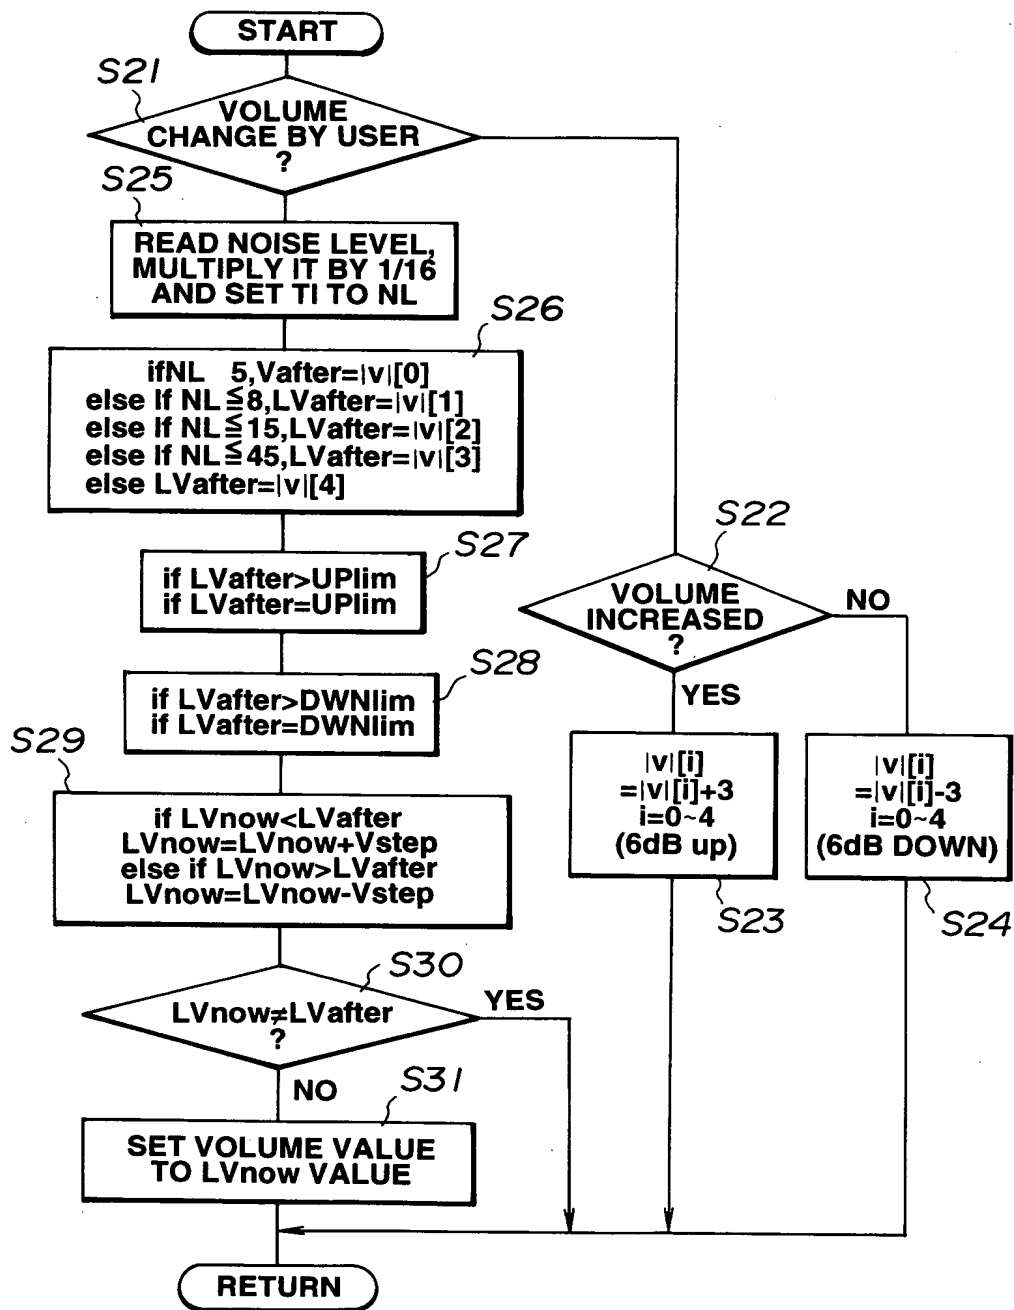 START
S21
VOLUME
CHANGE BY USER
?
S25
READ NOISE LEVEL,
MULTIPLY IT BY 1/16
AND SET TI TO NL
S26
ifNL 5,Vafter=|v|[0]
else If NL≦8,LVafter=|v|[1]
else If NL≦15,LVafter=|v|[2]
else If NL≦45,LVafter=|v|[3]
else LVafter=|v|[4]
S27
if LVafter>UPlim
if LVafter=UPlim
S28
if LVafter>DWNlim
if LVafter=DWNlim
S29
if LVnow<LVafter
LVnow=LVnow+Vstep
else if LVnow>LVafter
LVnow=LVnow-Vstep
S30
LVnow≠LVafter
?
YES
NO
S31
SET VOLUME VALUE
TO LVnow VALUE
RETURN
S22
VOLUME
INCREASED
?
NO
YES
|v|[i]
=|v|[i]+3
i=0~4
(6dB up)
S23
|v|[i]
=|v|[i]-3
i=0~4
(6dB DOWN)
S24